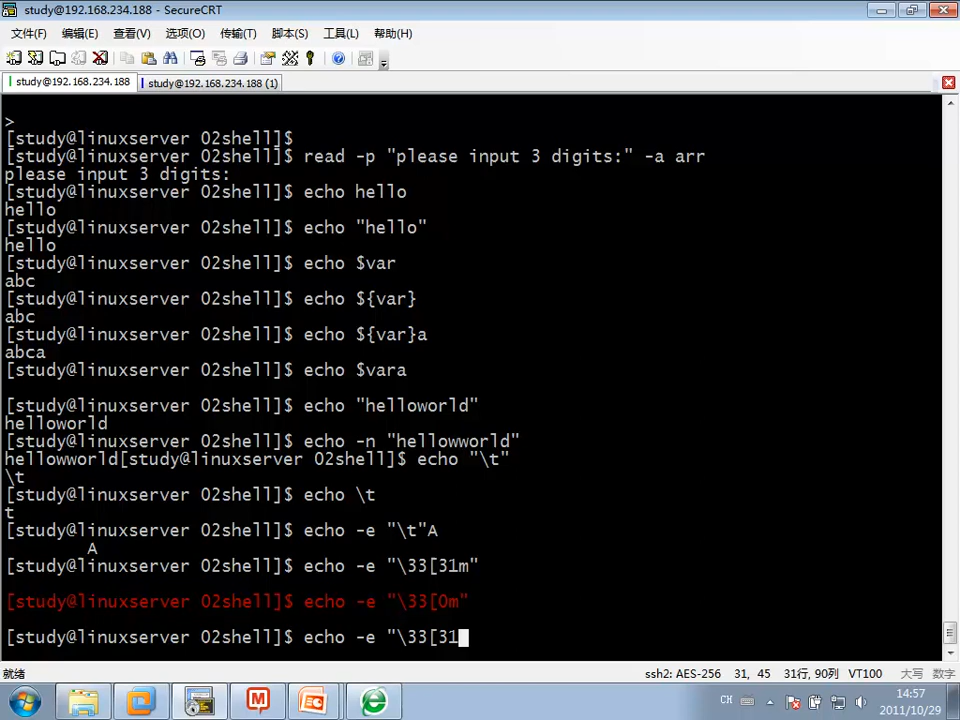 study@192.168.234.188 - SecureCRT
文件(F) 编辑(E) 查看(V) 选项(O) 传输(T) 脚本(S) 工具(L) 帮助(H)
study@192.168.234.188 study@192.168.234.188 (1)
>
[study@linuxserver 02shell]$
[study@linuxserver 02shell]$ read -p "please input 3 digits:" -a arr
please input 3 digits:
[study@linuxserver 02shell]$ echo hello
hello
[study@linuxserver 02shell]$ echo "hello"
hello
[study@linuxserver 02shell]$ echo $var
abc
[study@linuxserver 02shell]$ echo ${var}
abc
[study@linuxserver 02shell]$ echo ${var}a
abca
[study@linuxserver 02shell]$ echo $vara
[study@linuxserver 02shell]$ echo "helloworld"
helloworld
[study@linuxserver 02shell]$ echo -n "hellowworld"
hellowworld[study@linuxserver 02shell]$ echo "\t"
\t
[study@linuxserver 02shell]$ echo \t
t
[study@linuxserver 02shell]$ echo -e "\t"A
A
[study@linuxserver 02shell]$ echo -e "\33[31m"
[study@linuxserver 02shell]$ echo -e "\33[0m"
[study@linuxserver 02shell]$ echo -e "\33[31
就绪 ssh2: AES-256 31, 45 31行, 90列 VT100 大写 数字
CH 14:57
2011/10/29